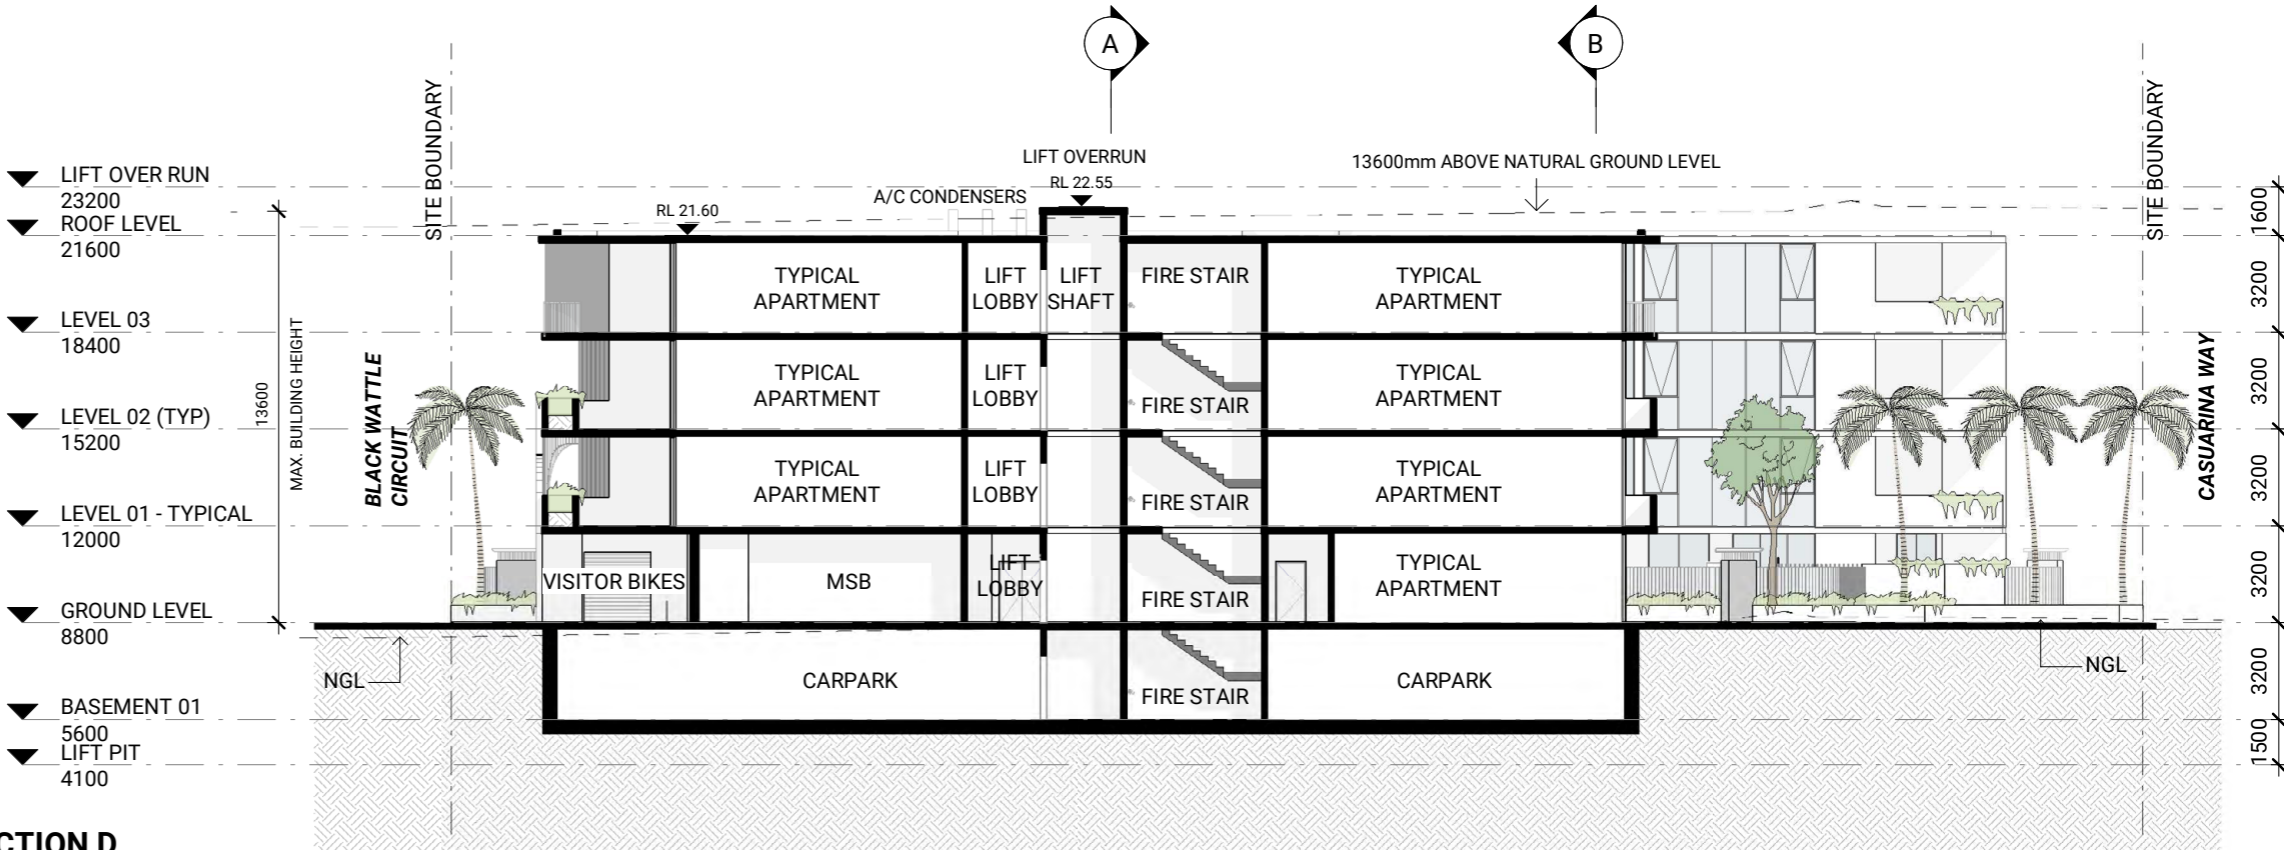 A
B
SITE BOUNDARY
SITE BOUNDARY
LIFT OVERRUN
RL 22.55
13600mm ABOVE NATURAL GROUND LEVEL
A/C CONDENSERS
RL 21.60
LIFT OVER RUN
23200
ROOF LEVEL
21600
LEVEL 03
18400
LEVEL 02 (TYP)
15200
LEVEL 01 - TYPICAL
12000
GROUND LEVEL
8800
BASEMENT 01
5600
LIFT PIT
4100
13600
MAX. BUILDING HEIGHT
BLACK WATTLE
CIRCUIT
TYPICAL
APARTMENT
LIFT
LOBBY
LIFT
SHAFT
FIRE STAIR
TYPICAL
APARTMENT
TYPICAL
APARTMENT
LIFT
LOBBY
FIRE STAIR
TYPICAL
APARTMENT
TYPICAL
APARTMENT
LIFT
LOBBY
FIRE STAIR
TYPICAL
APARTMENT
VISITOR BIKES
MSB
LIFT
LOBBY
FIRE STAIR
TYPICAL
APARTMENT
CARPARK
FIRE STAIR
CARPARK
NGL
NGL
CASUARINA WAY
1600
3200
3200
3200
3200
3200
1500
CTION D